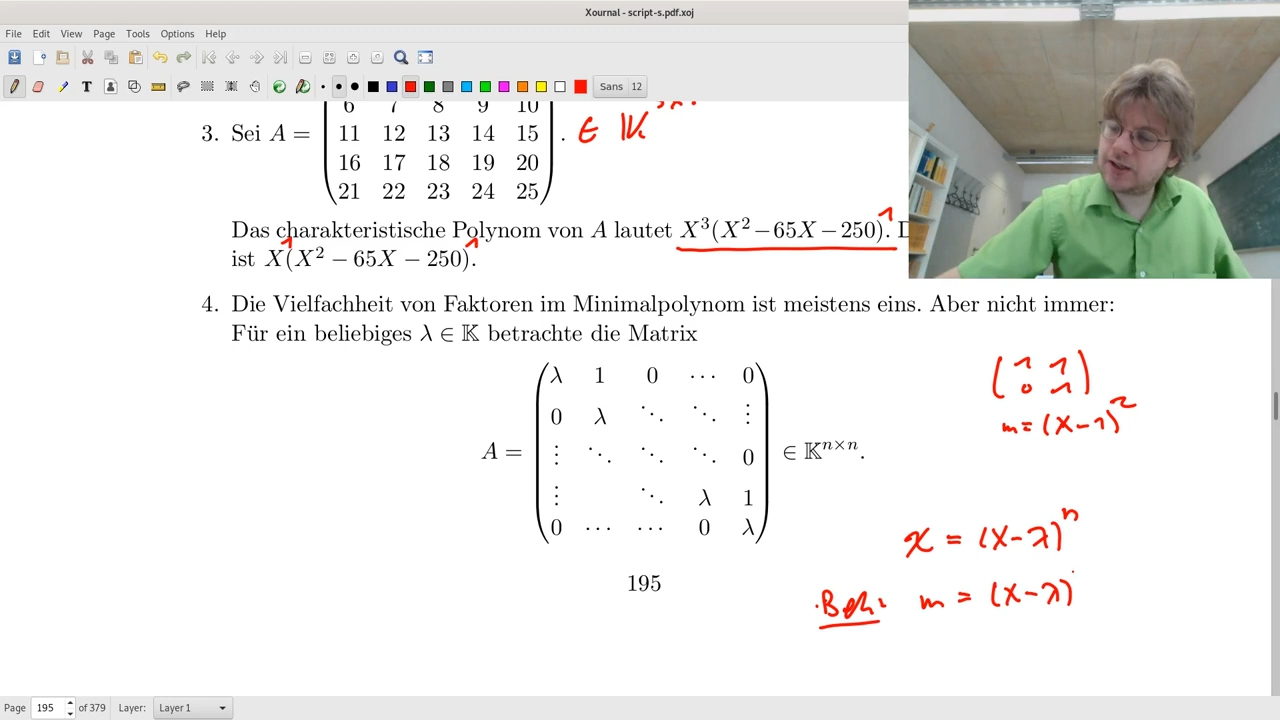 Xournal - script-s.pdf.xoj
File Edit View Page Tools Options Help
Sans 12
6 7 8 9 10
3. Sei A = 11 12 13 14 15 . ∈ 𝕂
16 17 18 19 20
21 22 23 24 25
Das charakteristische Polynom von A lautet X³(X² − 65X − 250)¹.
ist X¹(X² − 65X − 250)¹.
4. Die Vielfachheit von Faktoren im Minimalpolynom ist meistens eins. Aber nicht immer:
Für ein beliebiges λ ∈ 𝕂 betrachte die Matrix
λ 1 0 ⋯ 0
0 λ ⋱ ⋱ ⋮
A = ⋮ ⋱ ⋱ ⋱ 0 ∈ 𝕂ⁿˣⁿ.
⋮ ⋱ λ 1
0 ⋯ ⋯ 0 λ
1 1
0 1
m = (X−1)²
χ = (X−λ)ⁿ
195
Beh: m = (X−λ)
Page 195 of 379 Layer: Layer 1